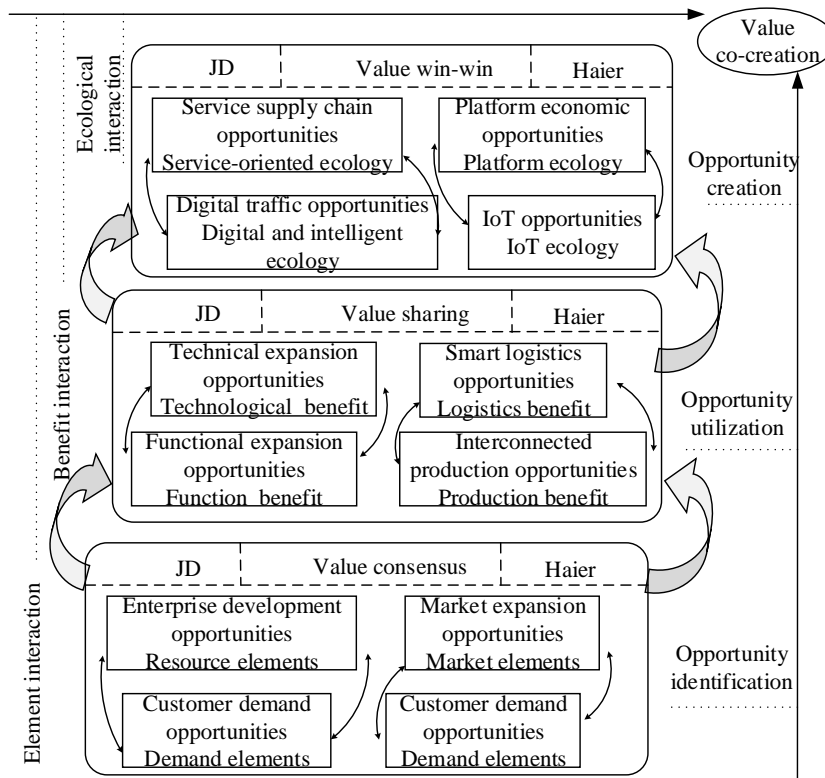 Value
co-creation
Ecological
interaction
JD
Value win-win
Haier
Service supply chain
opportunities
Service-oriented ecology
Platform economic
opportunities
Platform ecology
Digital traffic opportunities
Digital and intelligent
ecology
IoT opportunities
IoT ecology
Opportunity
creation
Benefit interaction
JD
Value sharing
Haier
Technical expansion
opportunities
Technological benefit
Smart logistics
opportunities
Logistics benefit
Functional expansion
opportunities
Function benefit
Interconnected
production opportunities
Production benefit
Opportunity
utilization
Element interaction
JD
Value consensus
Haier
Enterprise development
opportunities
Resource elements
Market expansion
opportunities
Market elements
Customer demand
opportunities
Demand elements
Customer demand
opportunities
Demand elements
Opportunity
identification